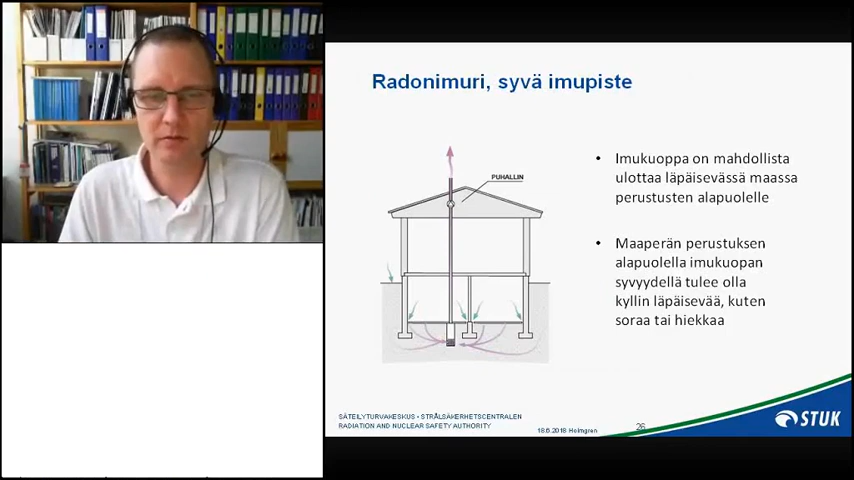 Radonimuri, syvä imupiste
PUHALLIN
• Imukuoppa on mahdollista
ulottaa läpäisevässä maassa
perustusten alapuolelle
• Maaperän perustuksen
alapuolella imukuopan
syvyydellä tulee olla
kyllin läpäisevää, kuten
soraa tai hiekkaa
SÄTEILYTURVAKESKUS • STRÅLSÄKERHETSCENTRALEN
RADIATION AND NUCLEAR SAFETY AUTHORITY
18.6.2018 Holmgren
26
STUK